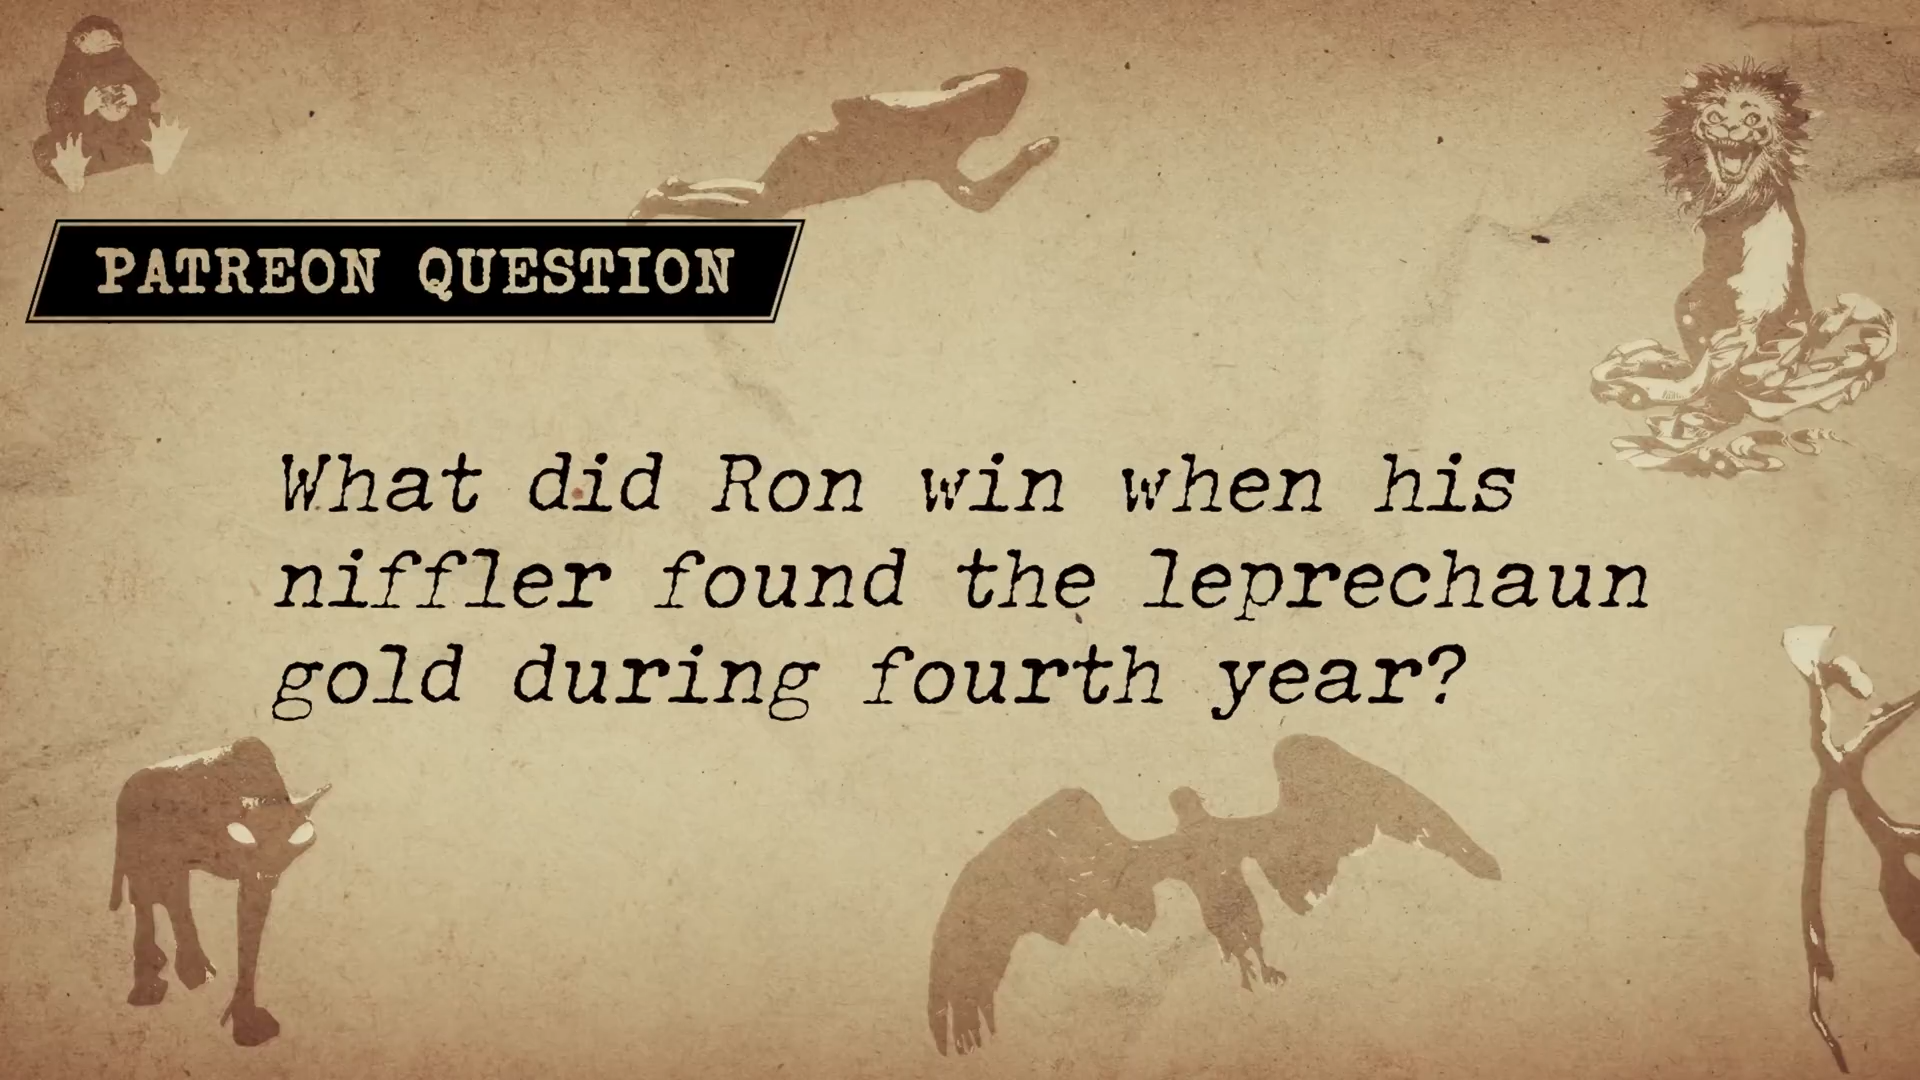 PATREON QUESTION
What did Ron win when his
niffler found the leprechaun
gold during fourth year?